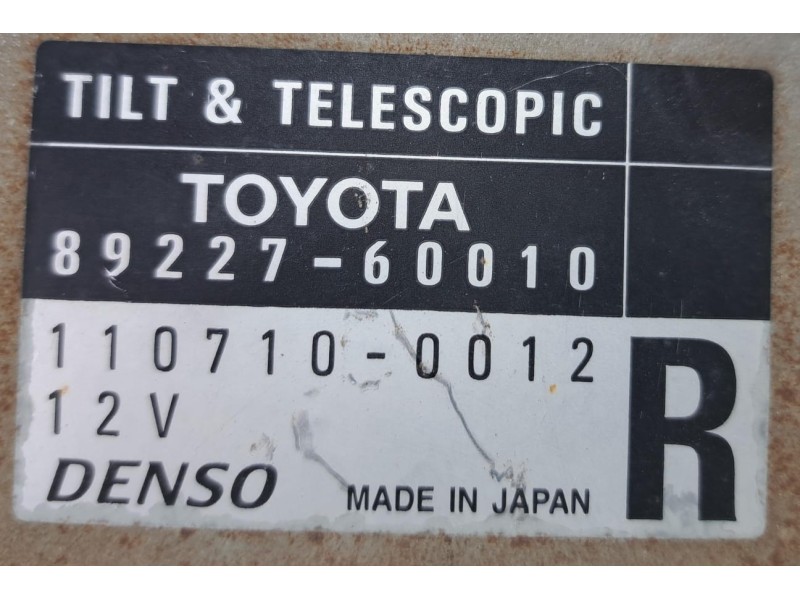 TILT & TELESCOPIC
TOYOTA
89227-60010
110710-0012
12V
R
DENSO
MADE IN JAPAN